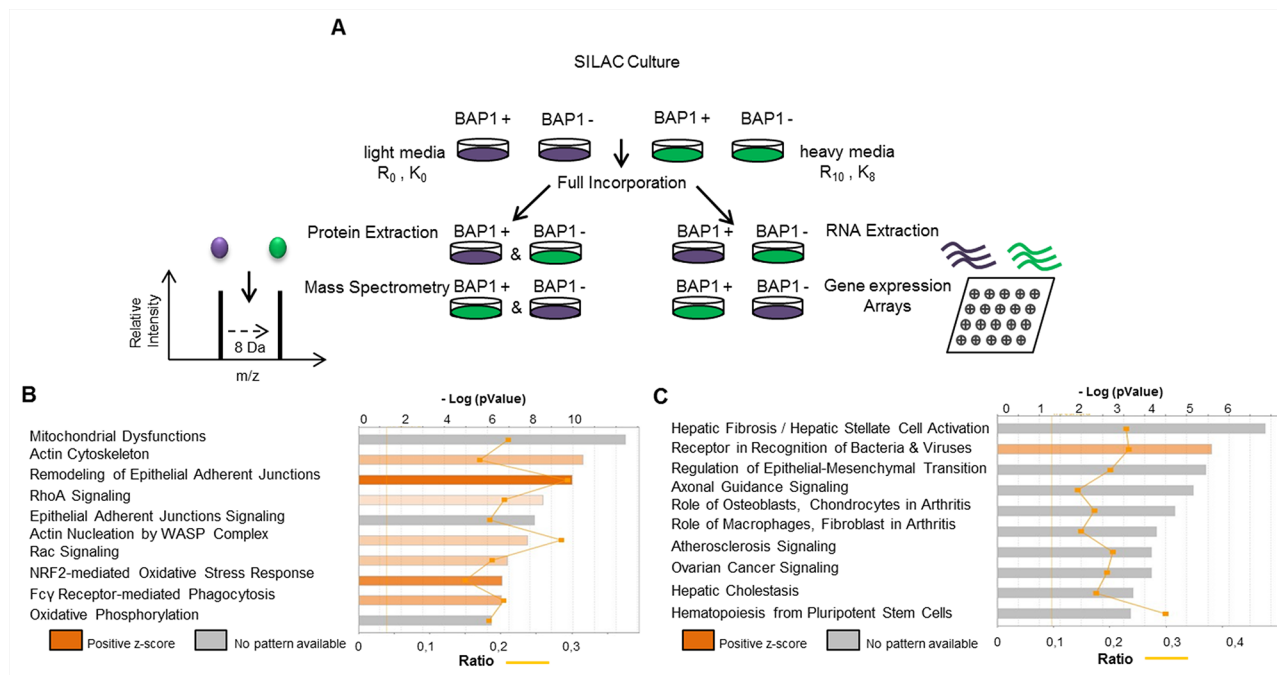 A
SILAC Culture
BAP1 + BAP1 - BAP1 + BAP1 -
light media
R0 , K0
heavy media
R10 , K8
Full Incorporation
Protein Extraction
BAP1 + & BAP1 -
Mass Spectrometry
BAP1 + & BAP1 -
BAP1 + BAP1 -
RNA Extraction
BAP1 + BAP1 -
Gene expression
Arrays
Relative
Intensity
8 Da
m/z
B
- Log (pValue)
0 2 4 6 8 10
Mitochondrial Dysfunctions
Actin Cytoskeleton
Remodeling of Epithelial Adherent Junctions
RhoA Signaling
Epithelial Adherent Junctions Signaling
Actin Nucleation by WASP Complex
Rac Signaling
NRF2-mediated Oxidative Stress Response
Fcγ Receptor-mediated Phagocytosis
Oxidative Phosphorylation
Positive z-score
No pattern available
0 0,1 0,2 0,3
Ratio
C
- Log (pValue)
0 1 2 3 4 5 6
Hepatic Fibrosis / Hepatic Stellate Cell Activation
Receptor in Recognition of Bacteria & Viruses
Regulation of Epithelial-Mesenchymal Transition
Axonal Guidance Signaling
Role of Osteoblasts, Chondrocytes in Arthritis
Role of Macrophages, Fibroblast in Arthritis
Atherosclerosis Signaling
Ovarian Cancer Signaling
Hepatic Cholestasis
Hematopoiesis from Pluripotent Stem Cells
Positive z-score
No pattern available
0 0,1 0,2 0,3 0,4
Ratio